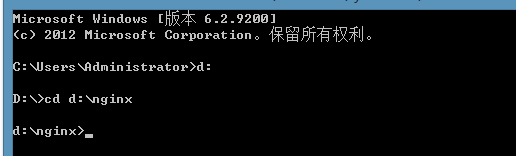 Microsoft Windows [版本 6.2.9200]
(c) 2012 Microsoft Corporation。保留所有权利。
C:\Users\Administrator>d:
D:\>cd d:\nginx
d:\nginx>_